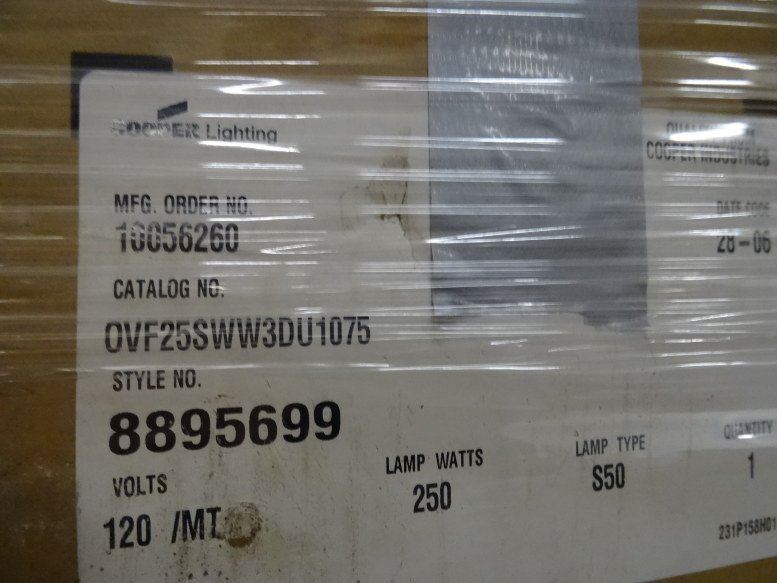 COOPER Lighting
COOPER INDUSTRIES
MFG. ORDER NO.
10056260
DATE CODE
28-06
CATALOG NO.
OVF25SWW3DU1075
STYLE NO.
8895699
VOLTS
120 /MT
LAMP WATTS
250
LAMP TYPE
S50
QUANTITY
1
231P158H01